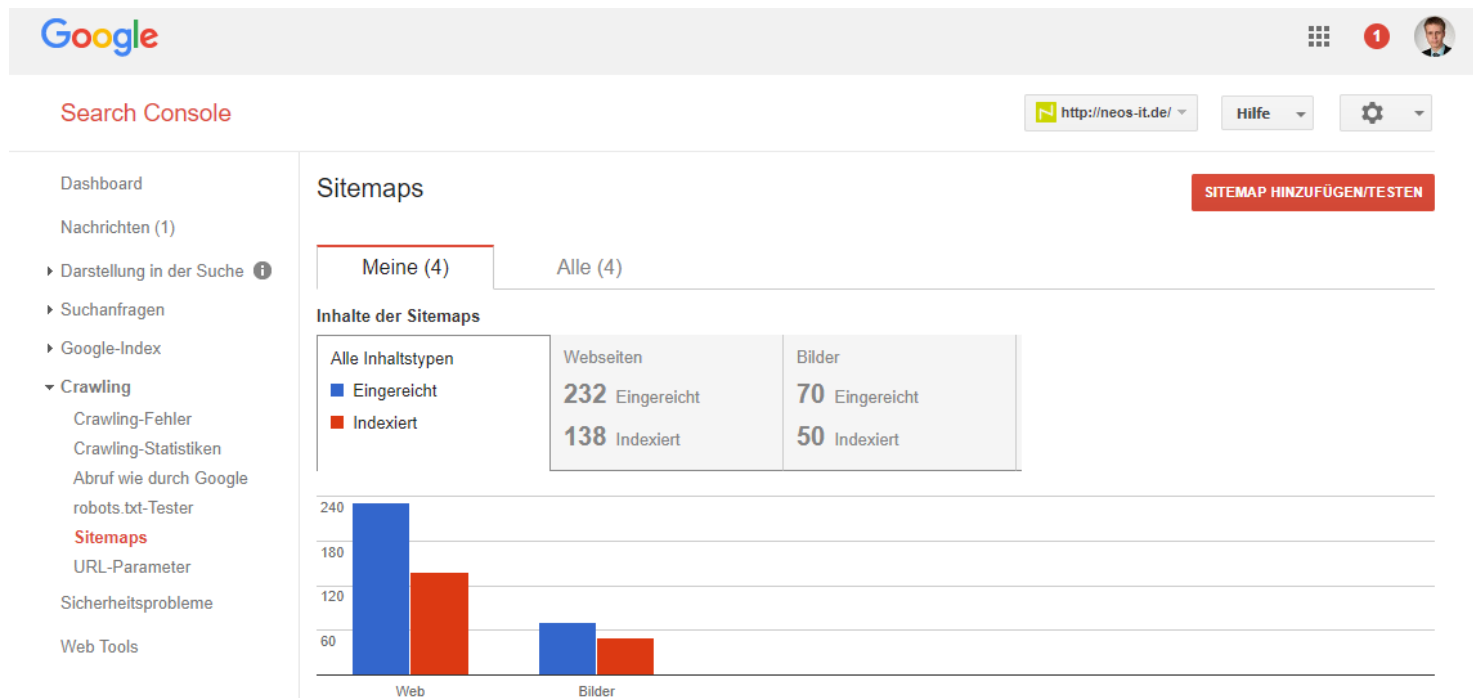 Google
1
Search Console
http://neos-it.de/
Hilfe
Dashboard
Nachrichten (1)
Darstellung in der Suche
Suchanfragen
Google-Index
Crawling
Crawling-Fehler
Crawling-Statistiken
Abruf wie durch Google
robots.txt-Tester
Sitemaps
URL-Parameter
Sicherheitsprobleme
Web Tools
Sitemaps
SITEMAP HINZUFÜGEN/TESTEN
Meine (4)
Alle (4)
Inhalte der Sitemaps
Alle Inhaltstypen
Eingereicht
Indexiert
Webseiten
232 Eingereicht
138 Indexiert
Bilder
70 Eingereicht
50 Indexiert
240
180
120
60
Web
Bilder